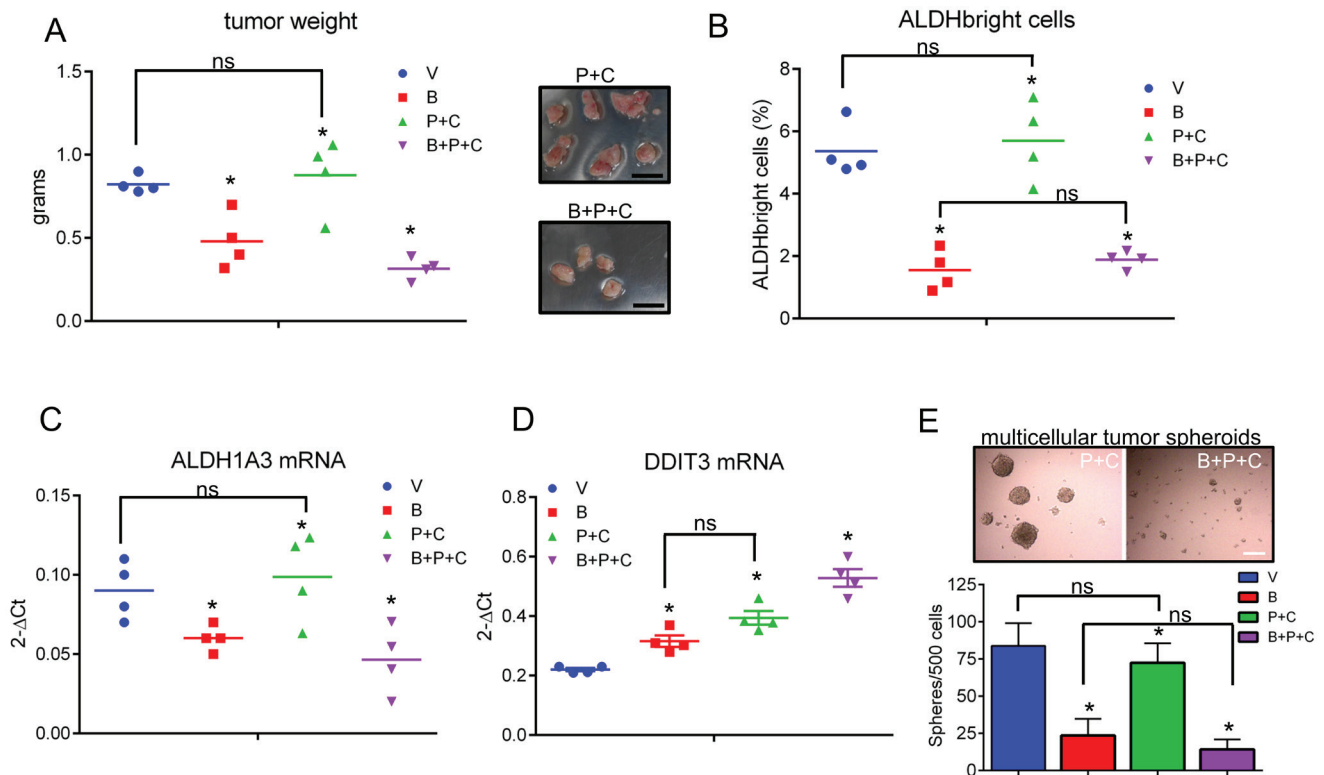 A
tumor weight
ns
1.5
1.0
0.5
0.0
grams
*
*
*
V
B
P+C
B+P+C
P+C
B+P+C
B
ALDHbright cells
ns
ns
8
6
4
2
0
ALDHbright cells (%)
*
*
*
V
B
P+C
B+P+C
C
ALDH1A3 mRNA
ns
0.15
0.10
0.05
0.00
2-ΔCt
*
*
*
V
B
P+C
B+P+C
D
DDIT3 mRNA
ns
0.8
0.6
0.4
0.2
0.0
2-ΔCt
*
*
*
V
B
P+C
B+P+C
E
multicellular tumor spheroids
P+C B+P+C
ns
ns
125
100
75
50
25
0
Spheres/500 cells
*
*
*
V
B
P+C
B+P+C